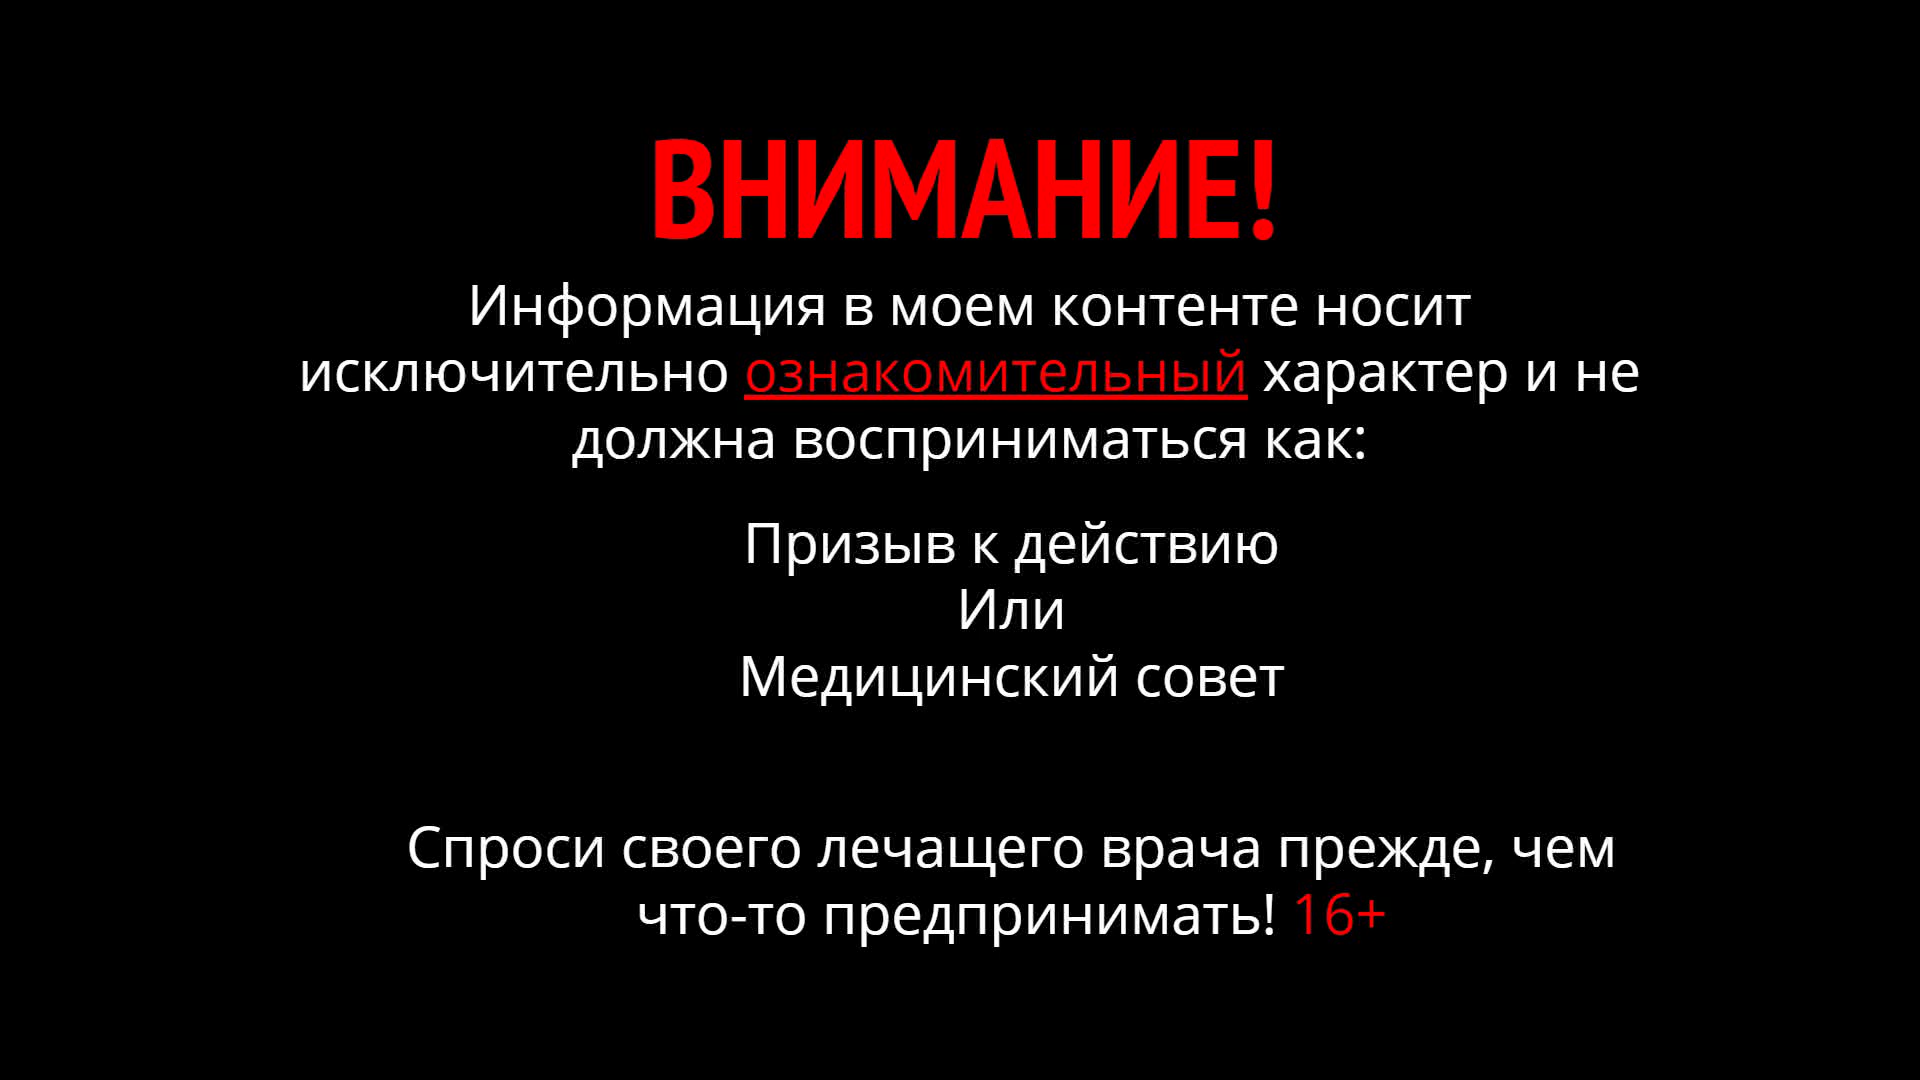 ВНИМАНИЕ!
Информация в моем контенте носит
исключительно ознакомительный характер и не
должна восприниматься как:
Призыв к действию
Или
Медицинский совет
Спроси своего лечащего врача прежде, чем
что-то предпринимать! 16+